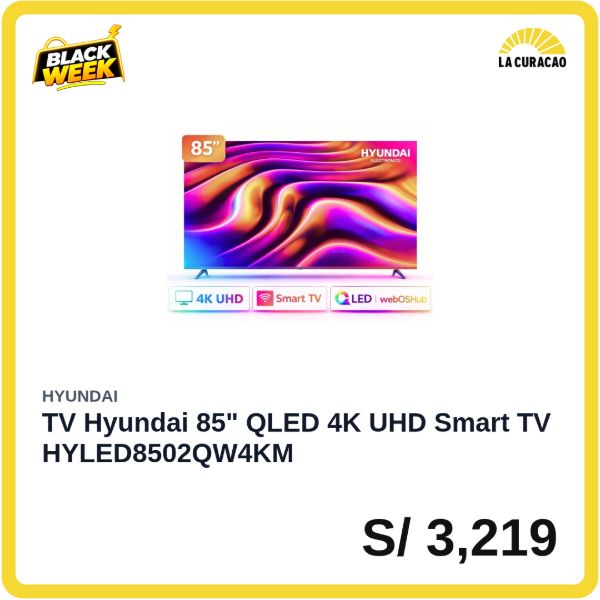 BLACK
WEEK
LA CURACAO
85"
HYUNDAI
ELECTRONICS
4K UHD
Smart TV
QLED | webOSHub
HYUNDAI
TV Hyundai 85" QLED 4K UHD Smart TV
HYLED8502QW4KM
S/ 3,219